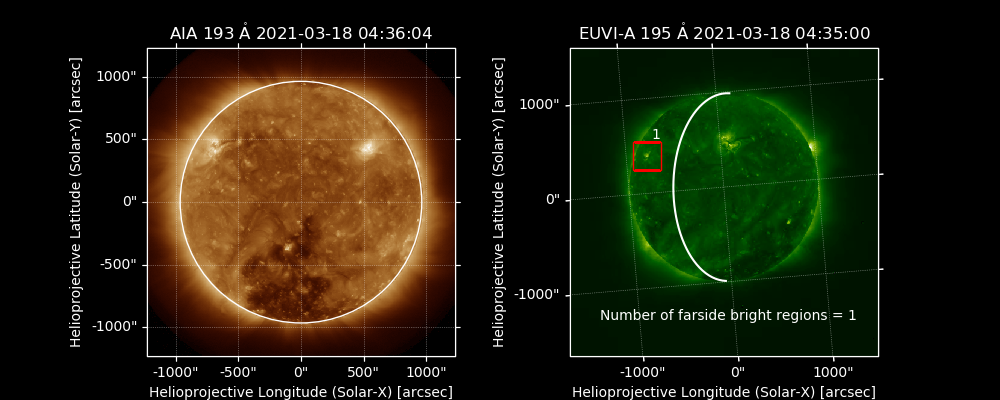 AIA 193 Å 2021-03-18 04:36:04
EUVI-A 195 Å 2021-03-18 04:35:00
Helioprojective Latitude (Solar-Y) [arcsec]
1000"
500"
0"
-500"
-1000"
-1000"
-500"
0"
500"
1000"
Helioprojective Longitude (Solar-X) [arcsec]
Helioprojective Latitude (Solar-Y) [arcsec]
1000"
0"
-1000"
1
Number of farside bright regions = 1
-1000"
0"
1000"
Helioprojective Longitude (Solar-X) [arcsec]